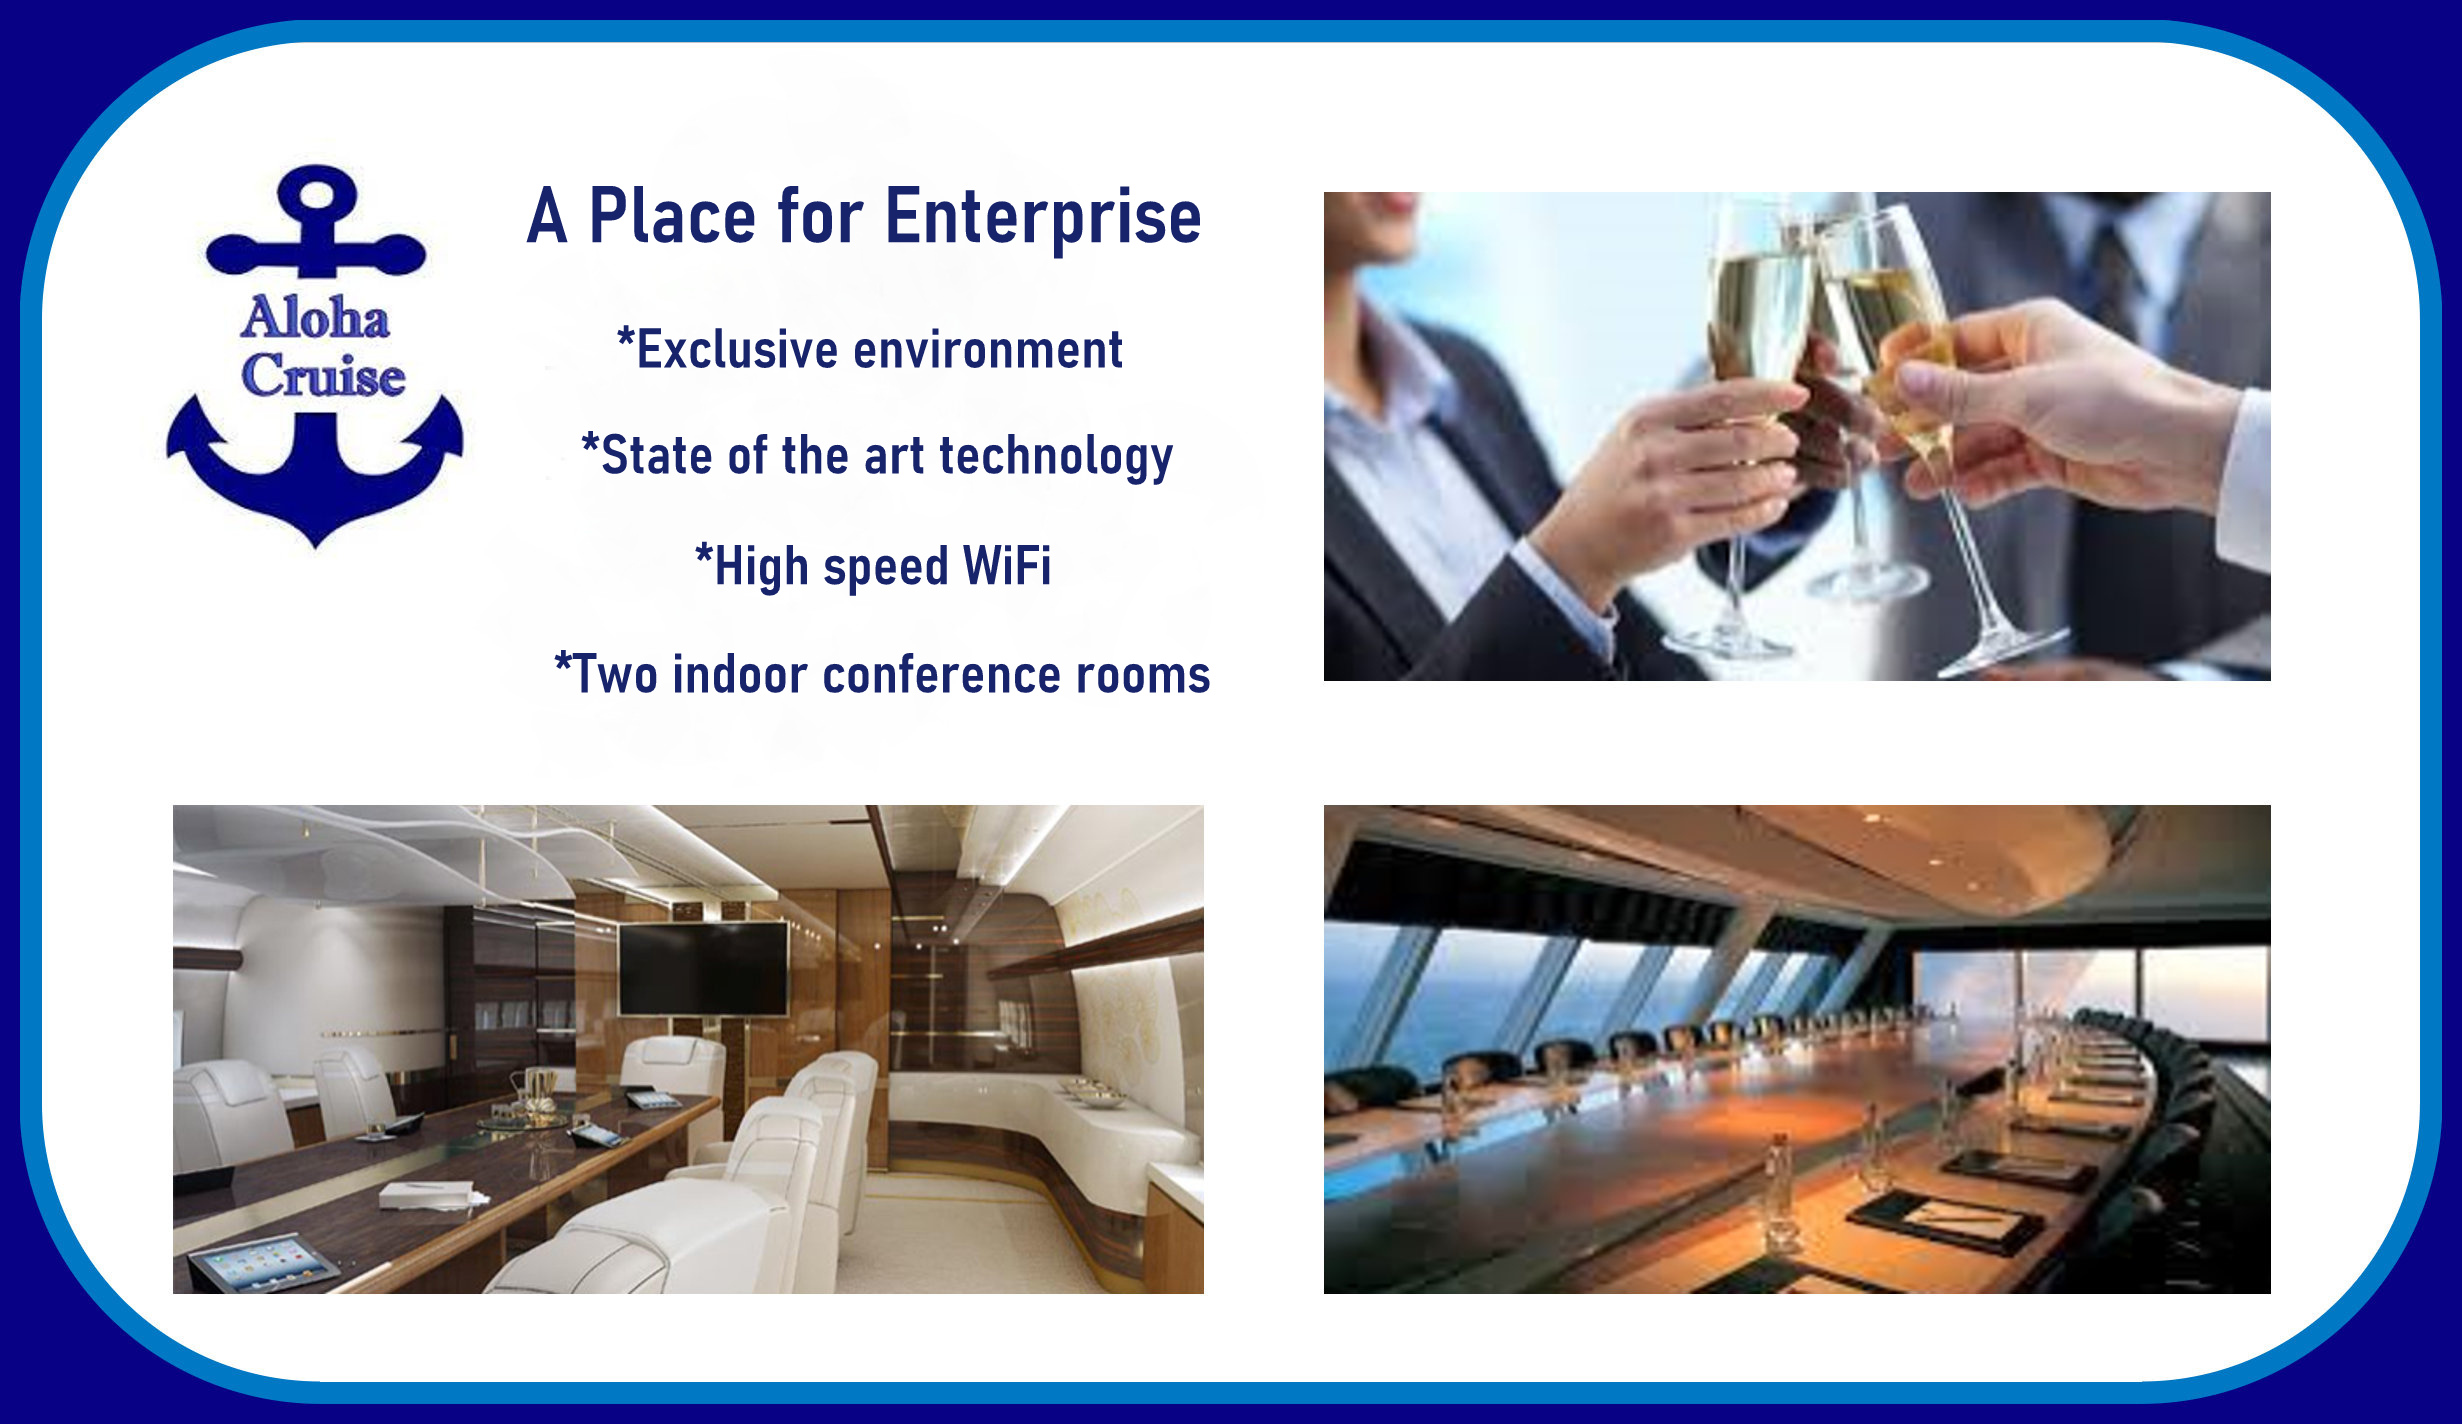 Aloha
Cruise
A Place for Enterprise
*Exclusive environment
*State of the art technology
*High speed WiFi
*Two indoor conference rooms